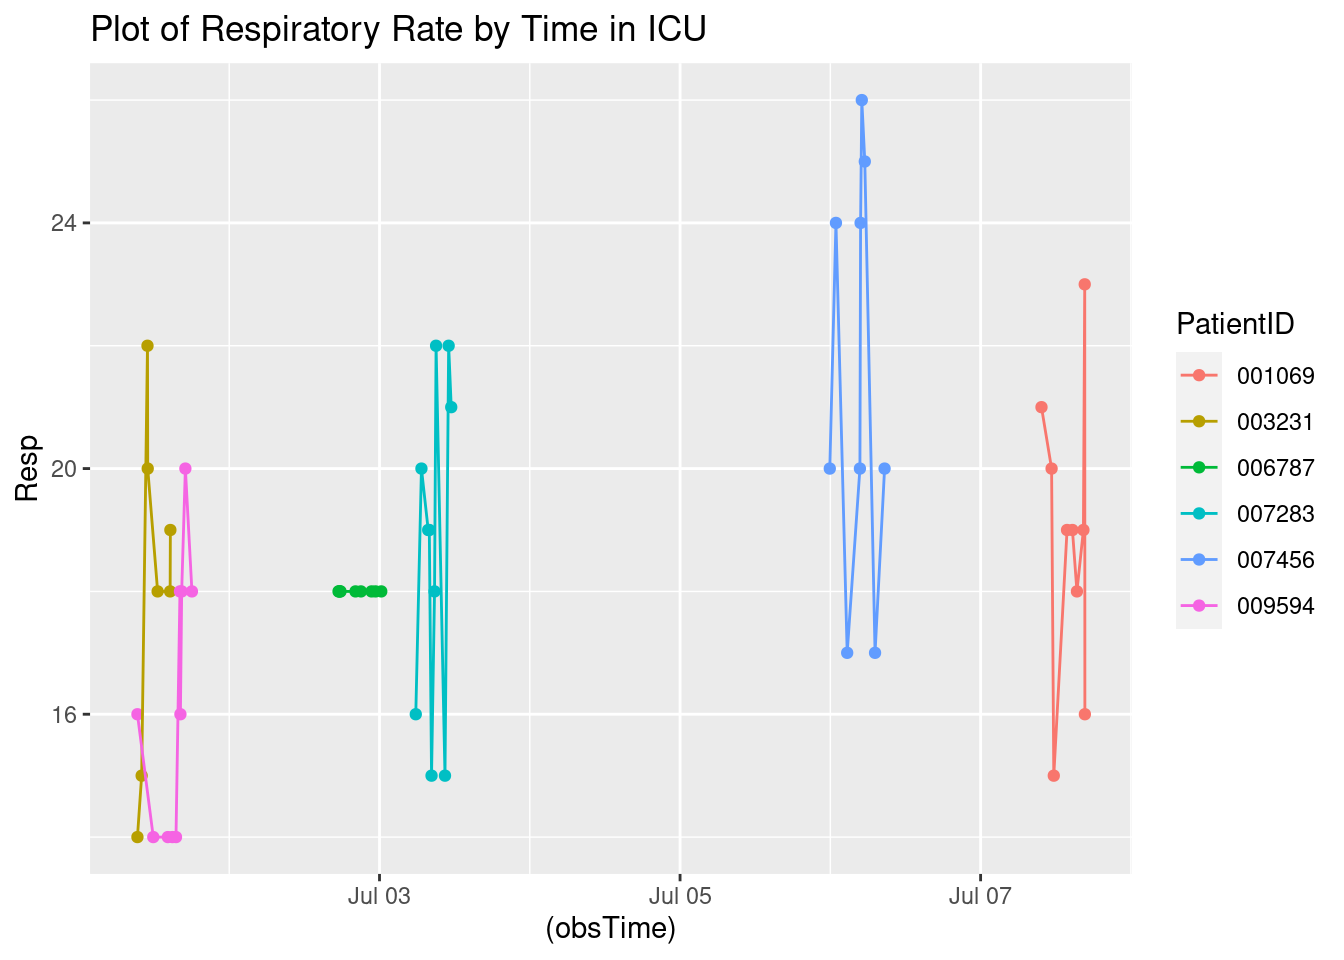 Plot of Respiratory Rate by Time in ICU
24
20
16
Resp
Jul 03
Jul 05
Jul 07
(obsTime)
PatientID
001069
003231
006787
007283
007456
009594